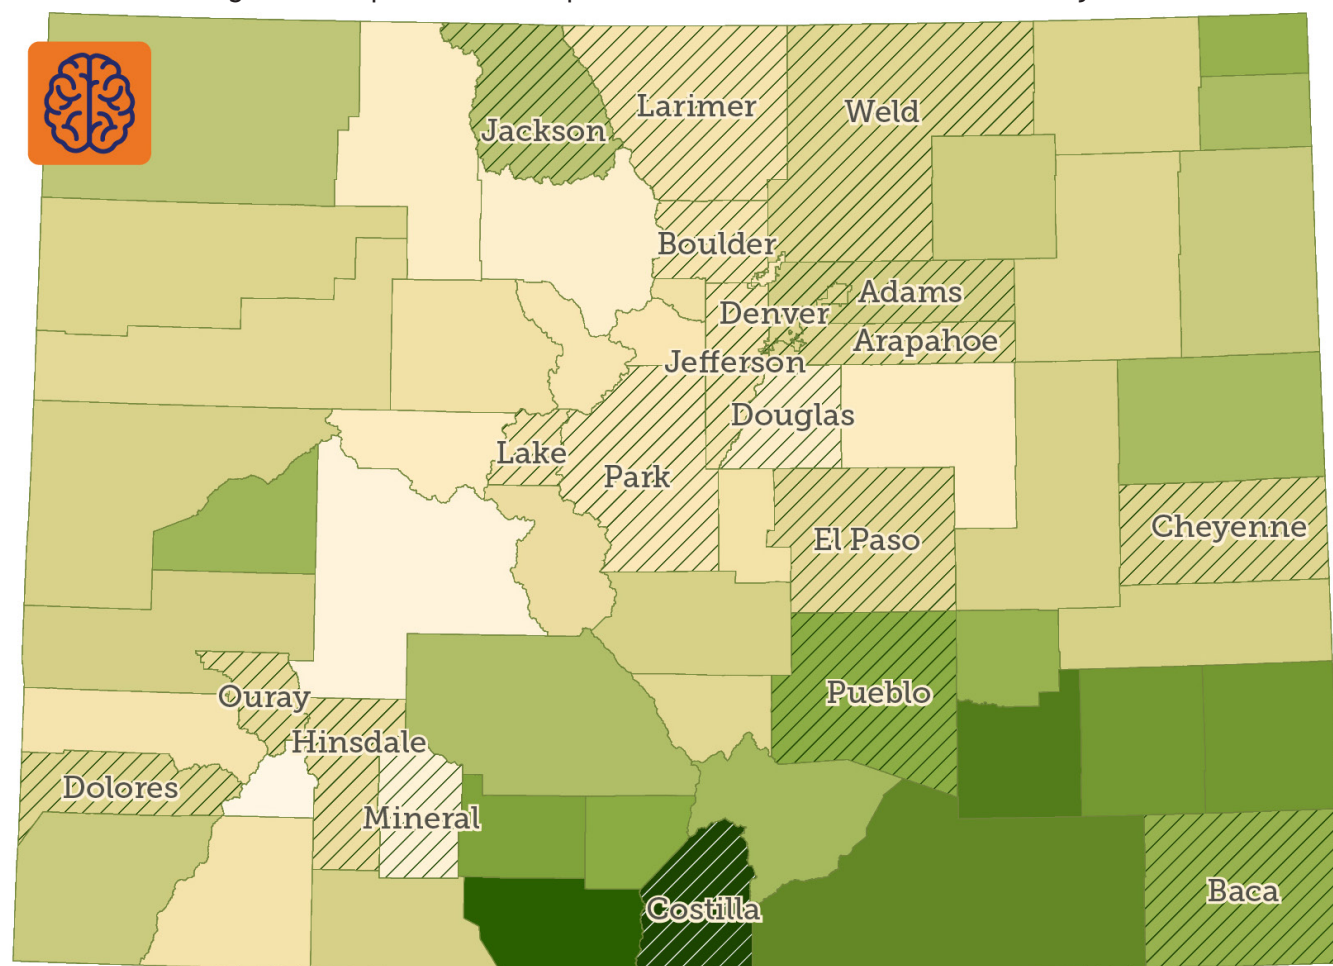 Jackson
Larimer
Weld
Boulder
Adams
Denver
Arapahoe
Jefferson
Douglas
Lake
Park
El Paso
Cheyenne
Ouray
Pueblo
Hinsdale
Dolores
Mineral
Costilla
Baca